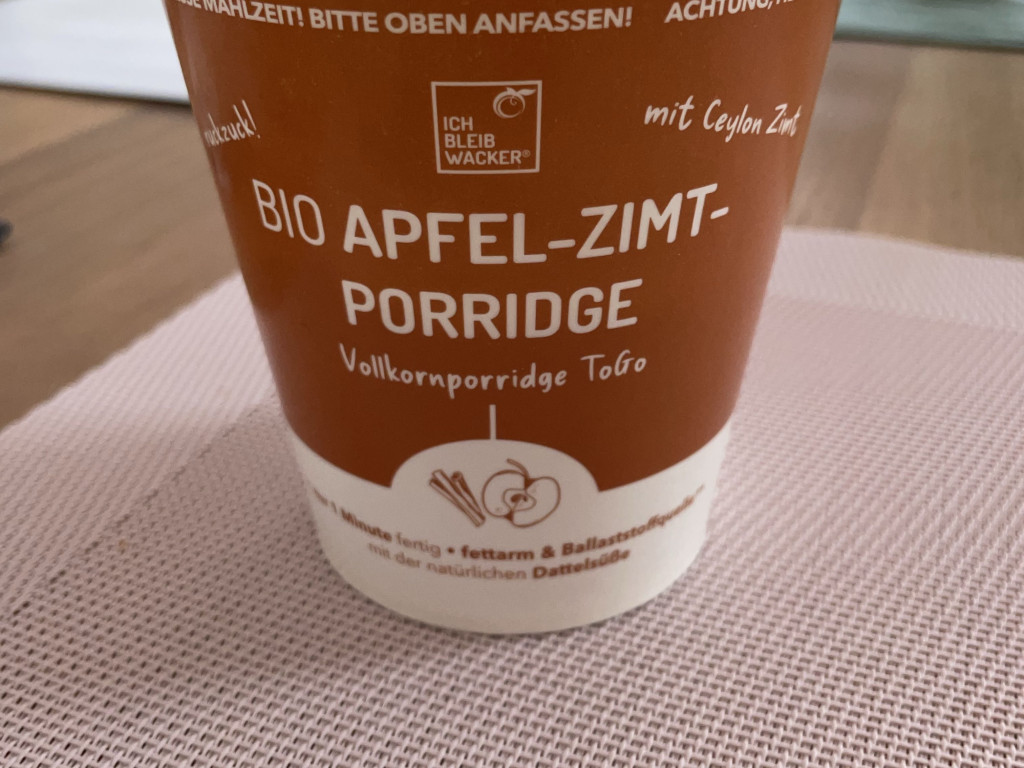 MAHLZEIT! BITTE OBEN ANFASSEN! ACHTUNG,
mit Ceylon Zimt
ICH
BLEIB
WACKER®
BIO APFEL-ZIMT-
PORRIDGE
Vollkornporridge ToGo
1 Minute fertig • fettarm & Ballaststoffquelle
mit der natürlichen Dattelsüße